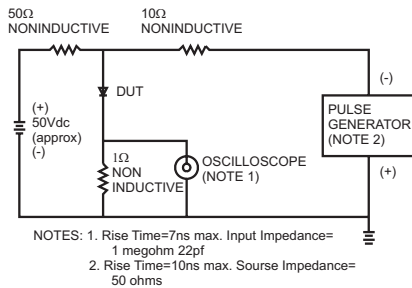 50Ω
NONINDUCTIVE
10Ω
NONINDUCTIVE
(+)
50Vdc
(approx)
(-)
DUT
1Ω
NON
INDUCTIVE
OSCILLOSCOPE
(NOTE 1)
(-)
PULSE
GENERATOR
(NOTE 2)
(+)
NOTES: 1. Rise Time=7ns max. Input Impedance=
1 megohm 22pf
2. Rise Time=10ns max. Sourse Impedance=
50 ohms